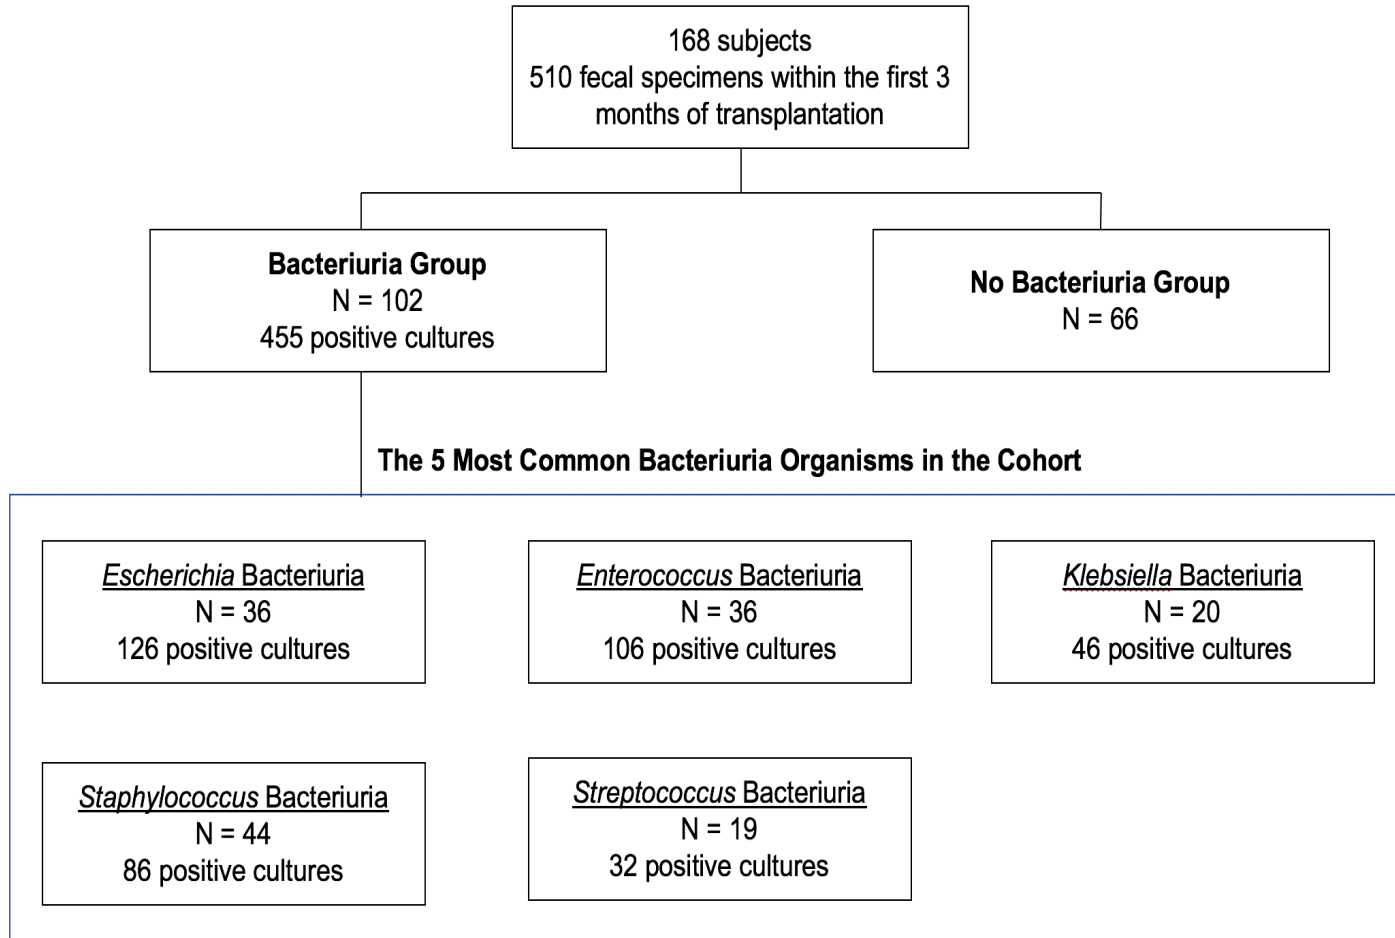 168 subjects
510 fecal specimens within the first 3
months of transplantation
Bacteriuria Group
N = 102
455 positive cultures
No Bacteriuria Group
N = 66
The 5 Most Common Bacteriuria Organisms in the Cohort
Escherichia Bacteriuria
N = 36
126 positive cultures
Enterococcus Bacteriuria
N = 36
106 positive cultures
Klebsiella Bacteriuria
N = 20
46 positive cultures
Staphylococcus Bacteriuria
N = 44
86 positive cultures
Streptococcus Bacteriuria
N = 19
32 positive cultures